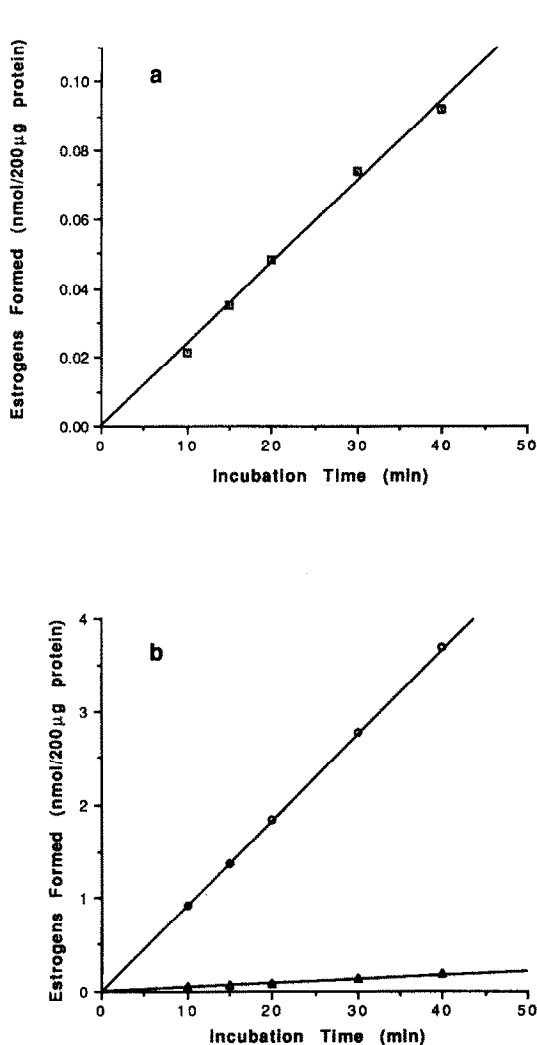 a
Estrogens Formed (nmol/200µg protein)
0.10
0.08
0.06
0.04
0.02
0.00
0 10 20 30 40 50
Incubation Time (min)
b
Estrogens Formed (nmol/200µg protein)
4
3
2
1
0
0 10 20 30 40 50
Incubation Time (min)